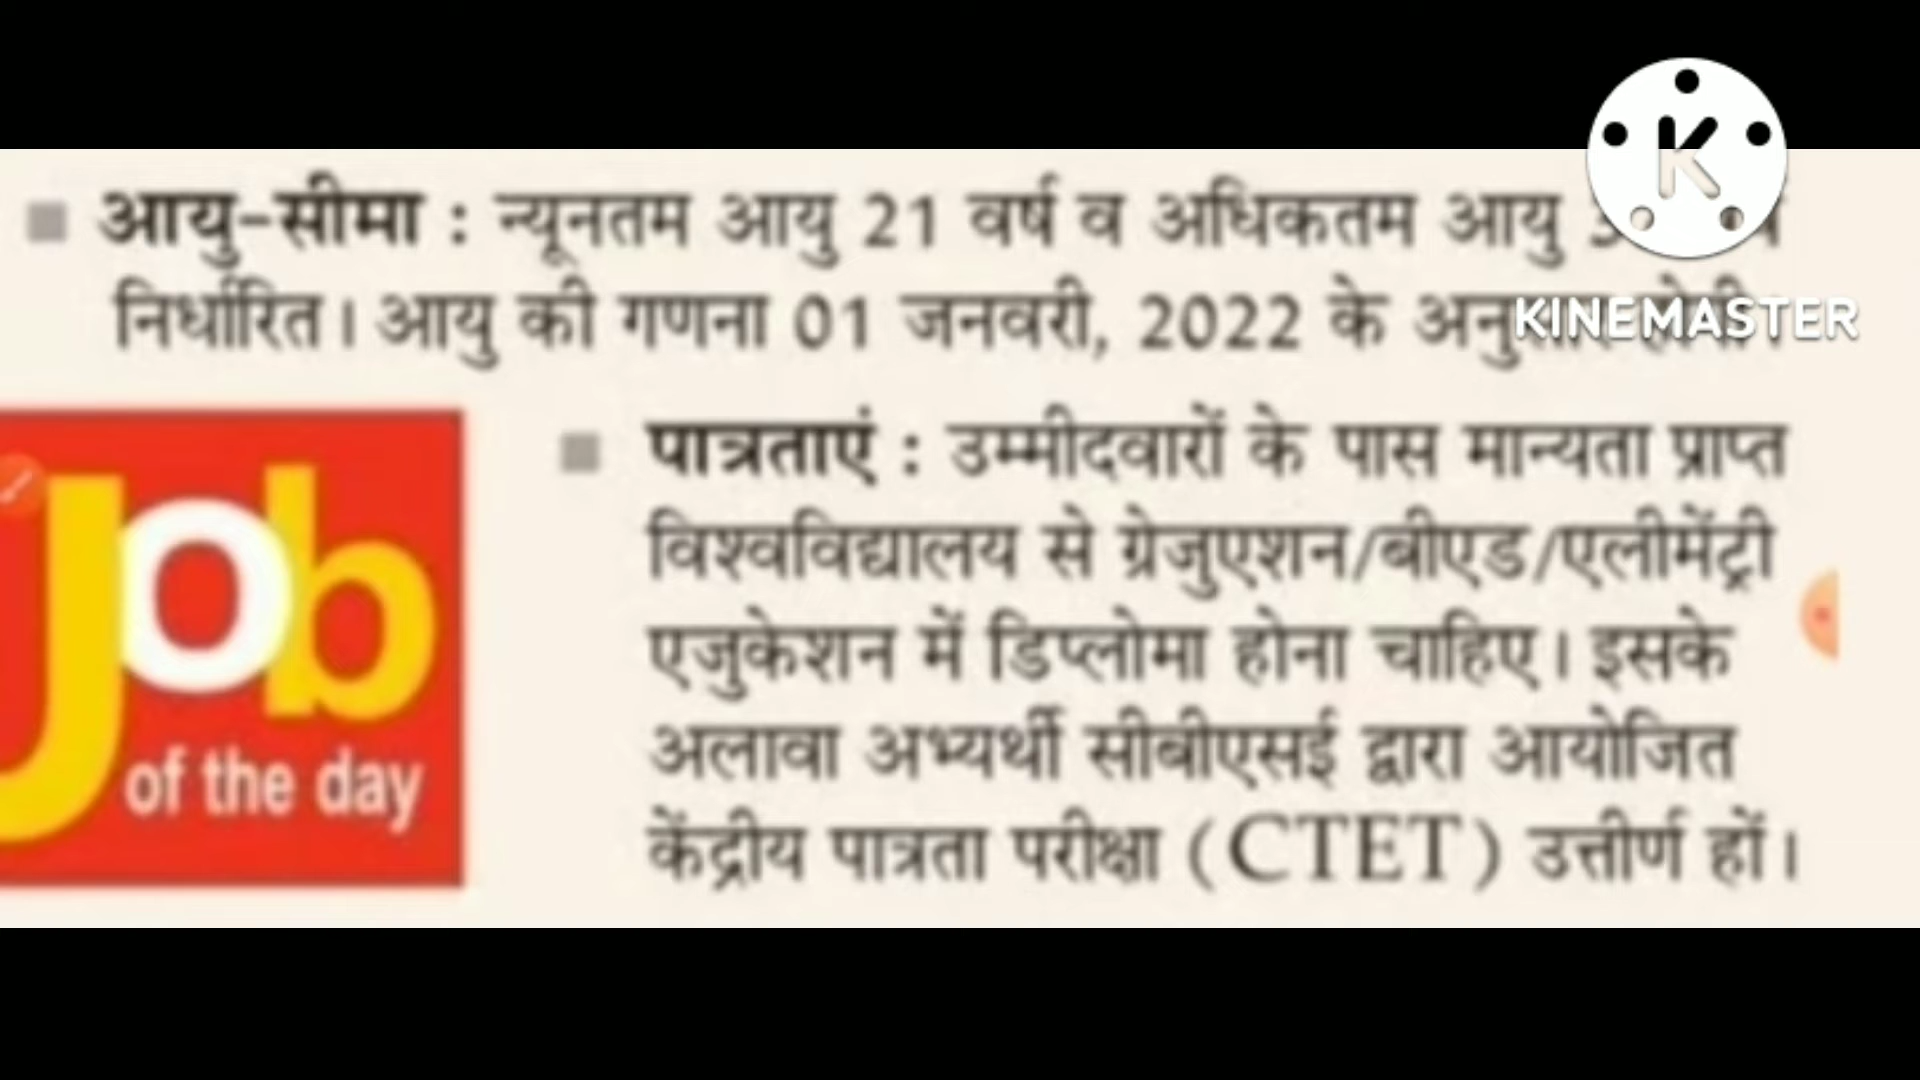 आयु-सीमा : न्यूनतम आयु 21 वर्ष व अधिकतम आयु
निर्धारित। आयु की गणना 01 जनवरी, 2022 के अनुसार होगी।
Job
of the day
पात्रताएं : उम्मीदवारों के पास मान्यता प्राप्त
विश्वविद्यालय से ग्रेजुएशन/बीएड/एलीमेंट्री
एजुकेशन में डिप्लोमा होना चाहिए। इसके
अलावा अभ्यर्थी सीबीएसई द्वारा आयोजित
केंद्रीय पात्रता परीक्षा (CTET) उत्तीर्ण हों।
K
KINEMASTER